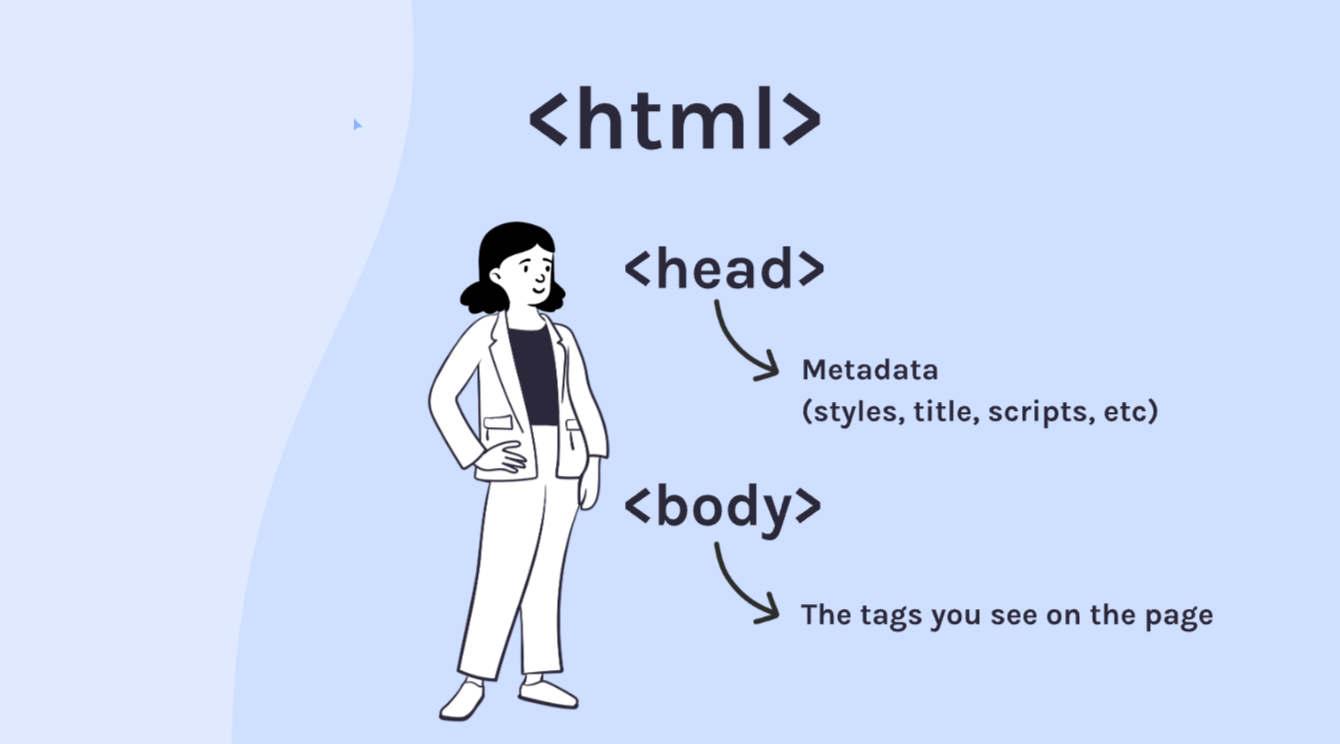 <html>
<head>
Metadata
(styles, title, scripts, etc)
<body>
The tags you see on the page